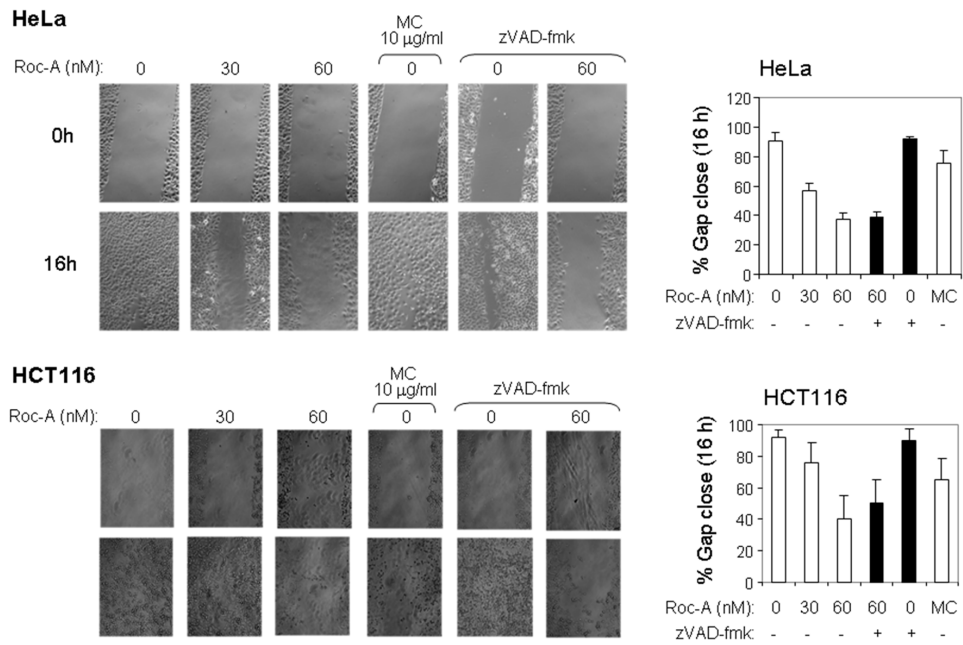 HeLa
MC
10 µg/ml
zVAD-fmk
Roc-A (nM): 0 30 60 0 0 60
0h
16h
HeLa
% Gap close (16 h)
120
100
80
60
40
20
0
Roc-A (nM): 0 30 60 60 0 MC
zVAD-fmk: - - - + + -
HCT116
MC
10 µg/ml
zVAD-fmk
Roc-A (nM): 0 30 60 0 0 60
HCT116
% Gap close (16 h)
100
80
60
40
20
0
Roc-A (nM): 0 30 60 60 0 MC
zVAD-fmk: - - - + + -